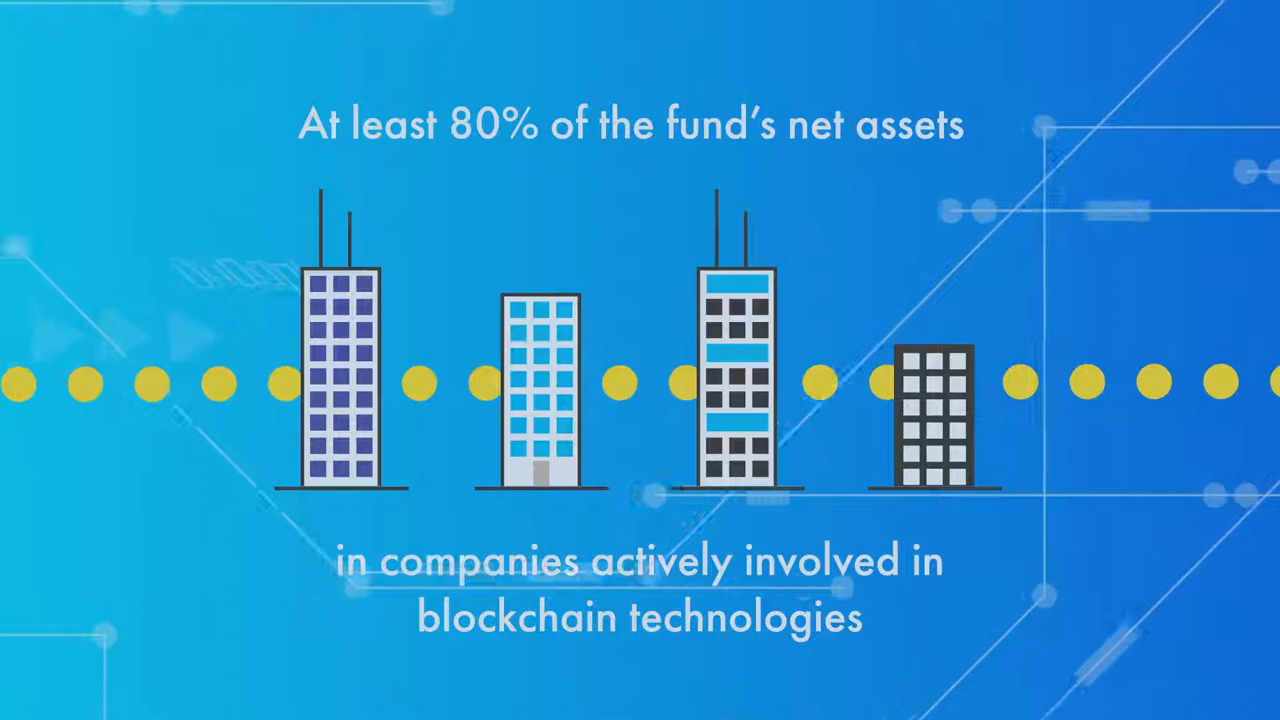 At least 80% of the fund’s net assets
in companies actively involved in
blockchain technologies